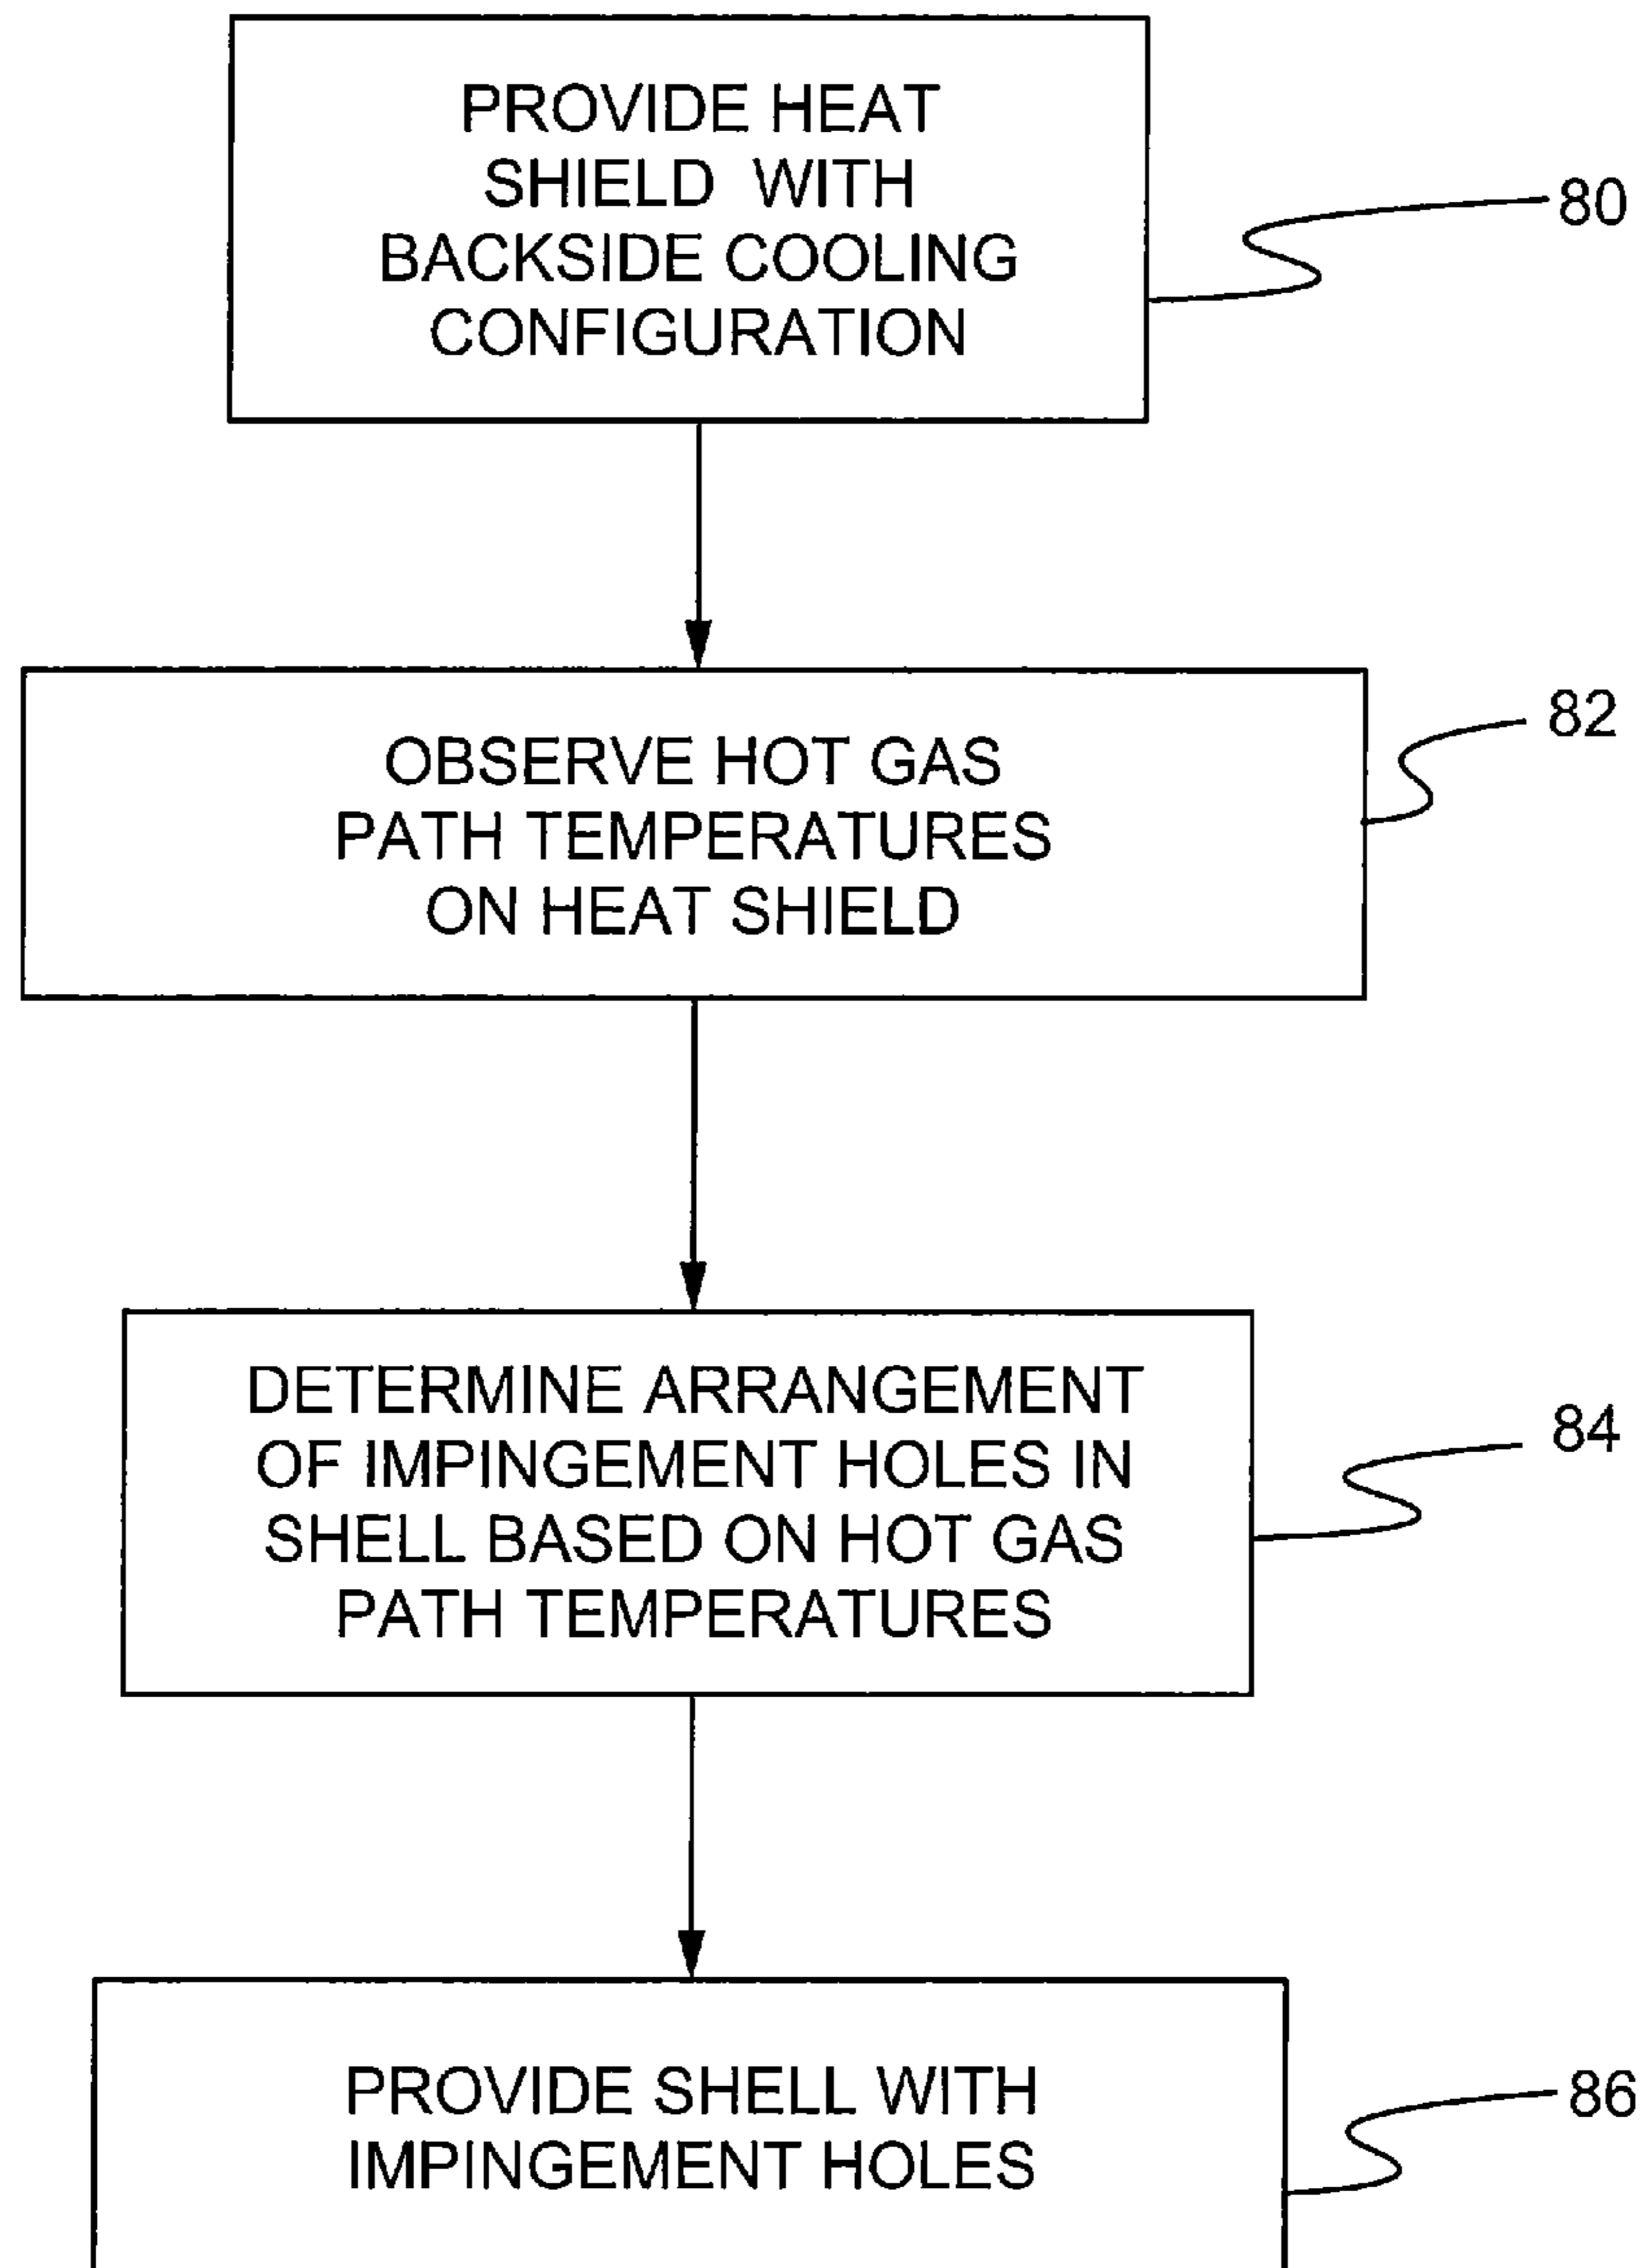 PROVIDE HEAT
SHIELD WITH
BACKSIDE COOLING
CONFIGURATION
80
OBSERVE HOT GAS
PATH TEMPERATURES
ON HEAT SHIELD
82
DETERMINE ARRANGEMENT
OF IMPINGEMENT HOLES IN
SHELL BASED ON HOT GAS
PATH TEMPERATURES
84
PROVIDE SHELL WITH
IMPINGEMENT HOLES
86